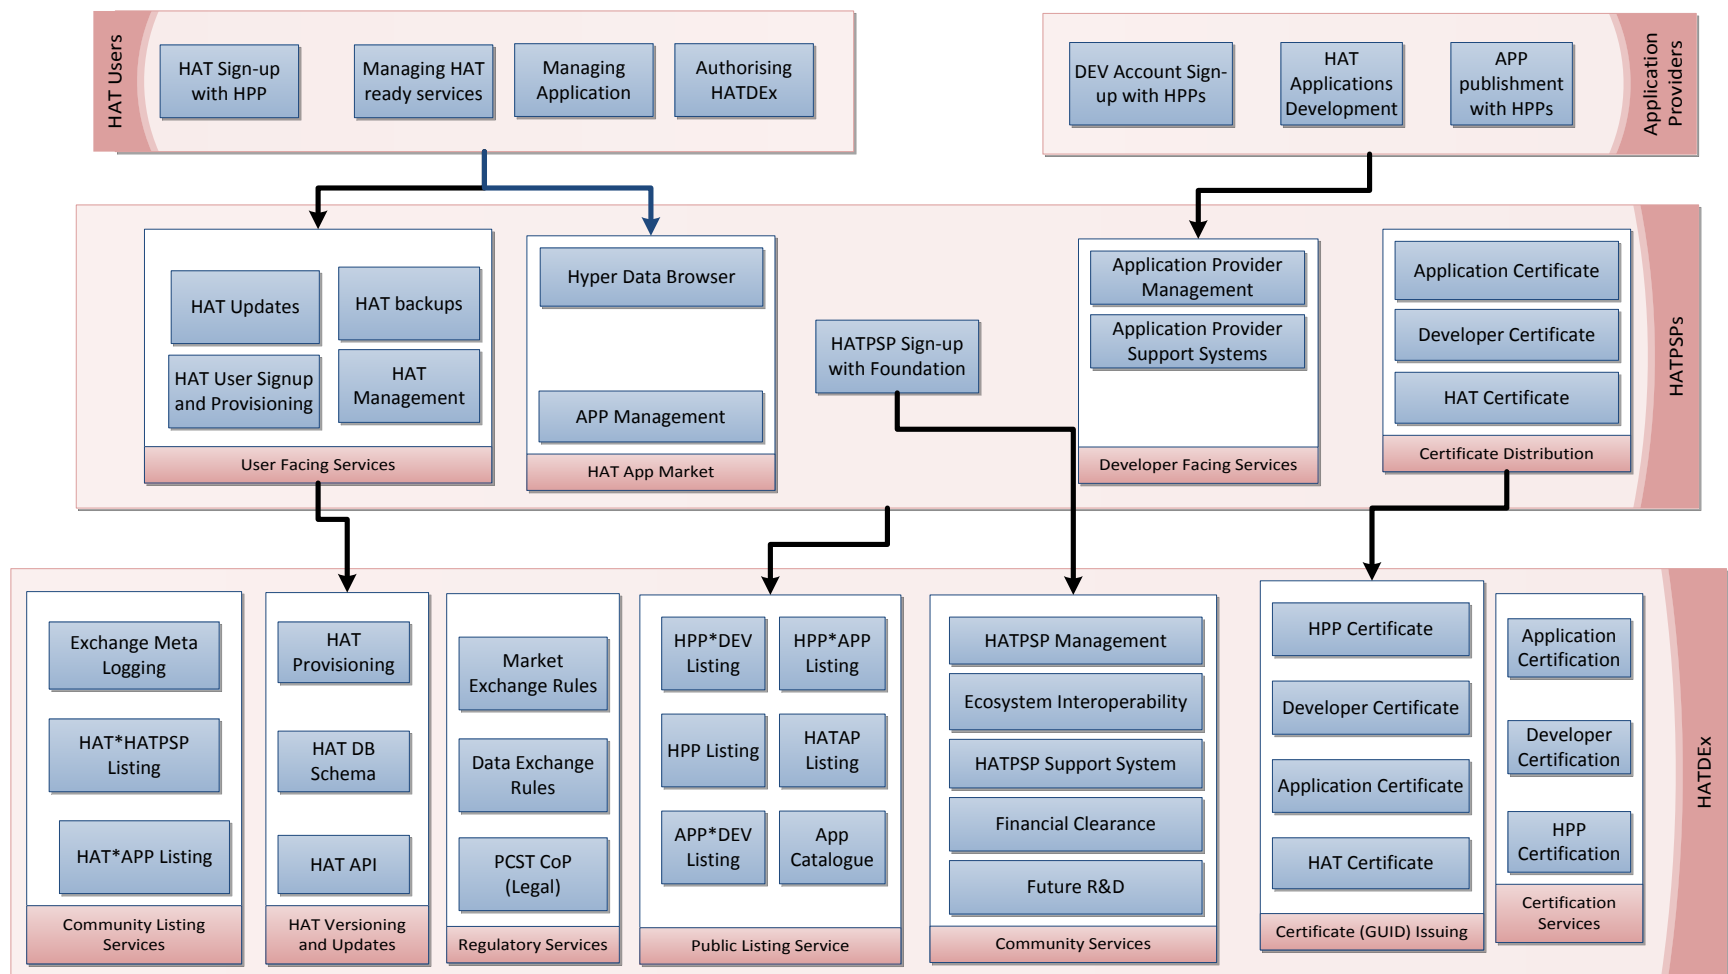 HAT Users
HAT Sign-up
with HPP
Managing HAT
ready services
Managing
Application
Authorising
HATDEx
DEV Account Sign-
up with HPPs
HAT
Applications
Development
APP
publishment
with HPPs
Application
Providers
HATPSPs
HAT Updates
HAT backups
HAT User Signup
and Provisioning
HAT
Management
User Facing Services
Hyper Data Browser
APP Management
HAT App Market
HATPSP Sign-up
with Foundation
Application Provider
Management
Application Provider
Support Systems
Developer Facing Services
Application Certificate
Developer Certificate
HAT Certificate
Certificate Distribution
HATDEx
Exchange Meta
Logging
HAT*HATPSP
Listing
HAT*APP Listing
Community Listing
Services
HAT
Provisioning
HAT DB
Schema
HAT API
HAT Versioning
and Updates
Market
Exchange Rules
Data Exchange
Rules
PCST CoP
(Legal)
Regulatory Services
HPP*DEV
Listing
HPP*APP
Listing
HPP Listing
HATAP
Listing
APP*DEV
Listing
App
Catalogue
Public Listing Service
HATPSP Management
Ecosystem Interoperability
HATPSP Support System
Financial Clearance
Future R&D
Community Services
HPP Certificate
Developer Certificate
Application Certificate
HAT Certificate
Certificate (GUID) Issuing
Application
Certification
Developer
Certification
HPP
Certification
Certification
Services